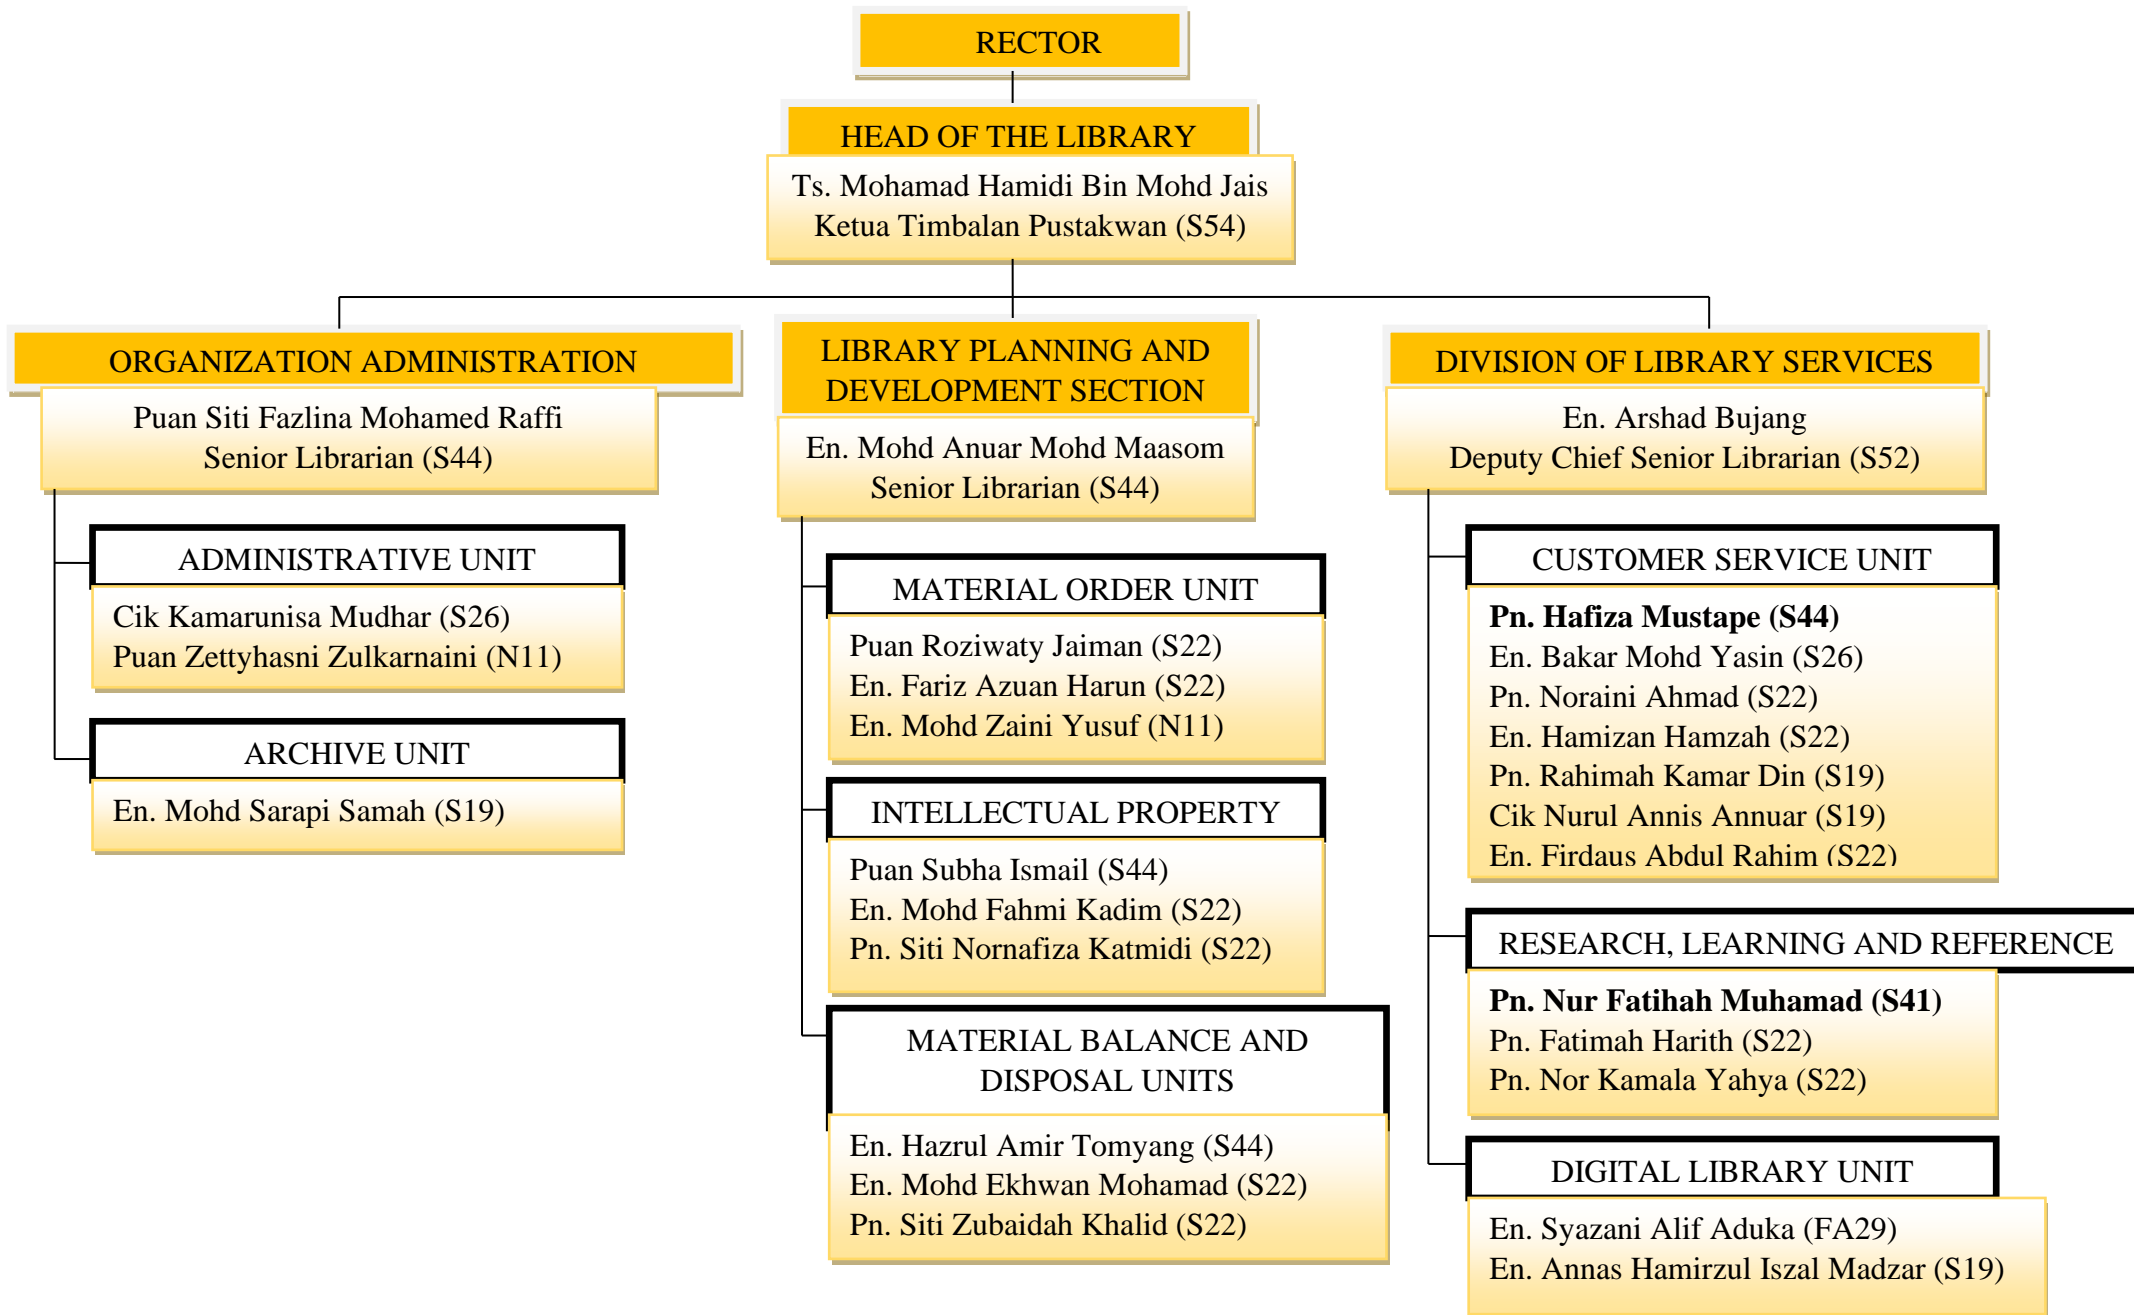 RECTOR
HEAD OF THE LIBRARY
Ts. Mohamad Hamidi Bin Mohd Jais
Ketua Timbalan Pustakwan (S54)
ORGANIZATION ADMINISTRATION
Puan Siti Fazlina Mohamed Raffi
Senior Librarian (S44)
ADMINISTRATIVE UNIT
Cik Kamarunisa Mudhar (S26)
Puan Zettyhasni Zulkarnaini (N11)
ARCHIVE UNIT
En. Mohd Sarapi Samah (S19)
LIBRARY PLANNING AND
DEVELOPMENT SECTION
En. Mohd Anuar Mohd Maasom
Senior Librarian (S44)
MATERIAL ORDER UNIT
Puan Roziwaty Jaiman (S22)
En. Fariz Azuan Harun (S22)
En. Mohd Zaini Yusuf (N11)
INTELLECTUAL PROPERTY
Puan Subha Ismail (S44)
En. Mohd Fahmi Kadim (S22)
Pn. Siti Nornafiza Katmidi (S22)
MATERIAL BALANCE AND
DISPOSAL UNITS
En. Hazrul Amir Tomyang (S44)
En. Mohd Ekhwan Mohamad (S22)
Pn. Siti Zubaidah Khalid (S22)
DIVISION OF LIBRARY SERVICES
En. Arshad Bujang
Deputy Chief Senior Librarian (S52)
CUSTOMER SERVICE UNIT
Pn. Hafiza Mustape (S44)
En. Bakar Mohd Yasin (S26)
Pn. Noraini Ahmad (S22)
En. Hamizan Hamzah (S22)
Pn. Rahimah Kamar Din (S19)
Cik Nurul Annis Annuar (S19)
En. Firdaus Abdul Rahim (S22)
RESEARCH, LEARNING AND REFERENCE
Pn. Nur Fatihah Muhamad (S41)
Pn. Fatimah Harith (S22)
Pn. Nor Kamala Yahya (S22)
DIGITAL LIBRARY UNIT
En. Syazani Alif Aduka (FA29)
En. Annas Hamirzul Iszal Madzar (S19)